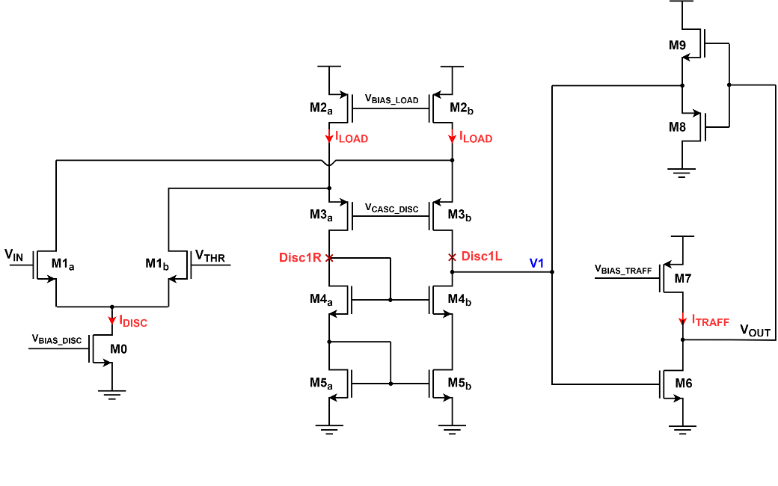 M9
M2a
VBIAS_LOAD
M2b
M8
ILOAD
ILOAD
VCASC_DISC
M3a
M3b
VIN
M1a
M1b
VTHR
Disc1R
Disc1L
V1
VBIAS_TRAFF
M7
M4a
M4b
IDISC
ITRAFF
VOUT
VBIAS_DISC
M0
M5a
M5b
M6